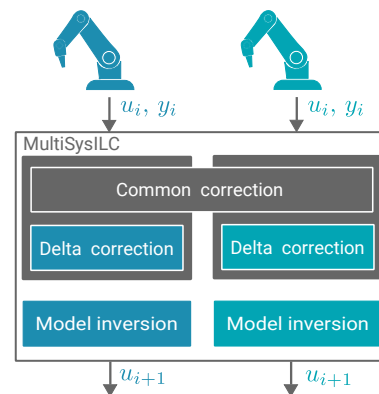 u_i, y_i u_i, y_i
MultiSysILC
Common correction
Delta correction Delta correction
Model inversion Model inversion
u_{i+1} u_{i+1}